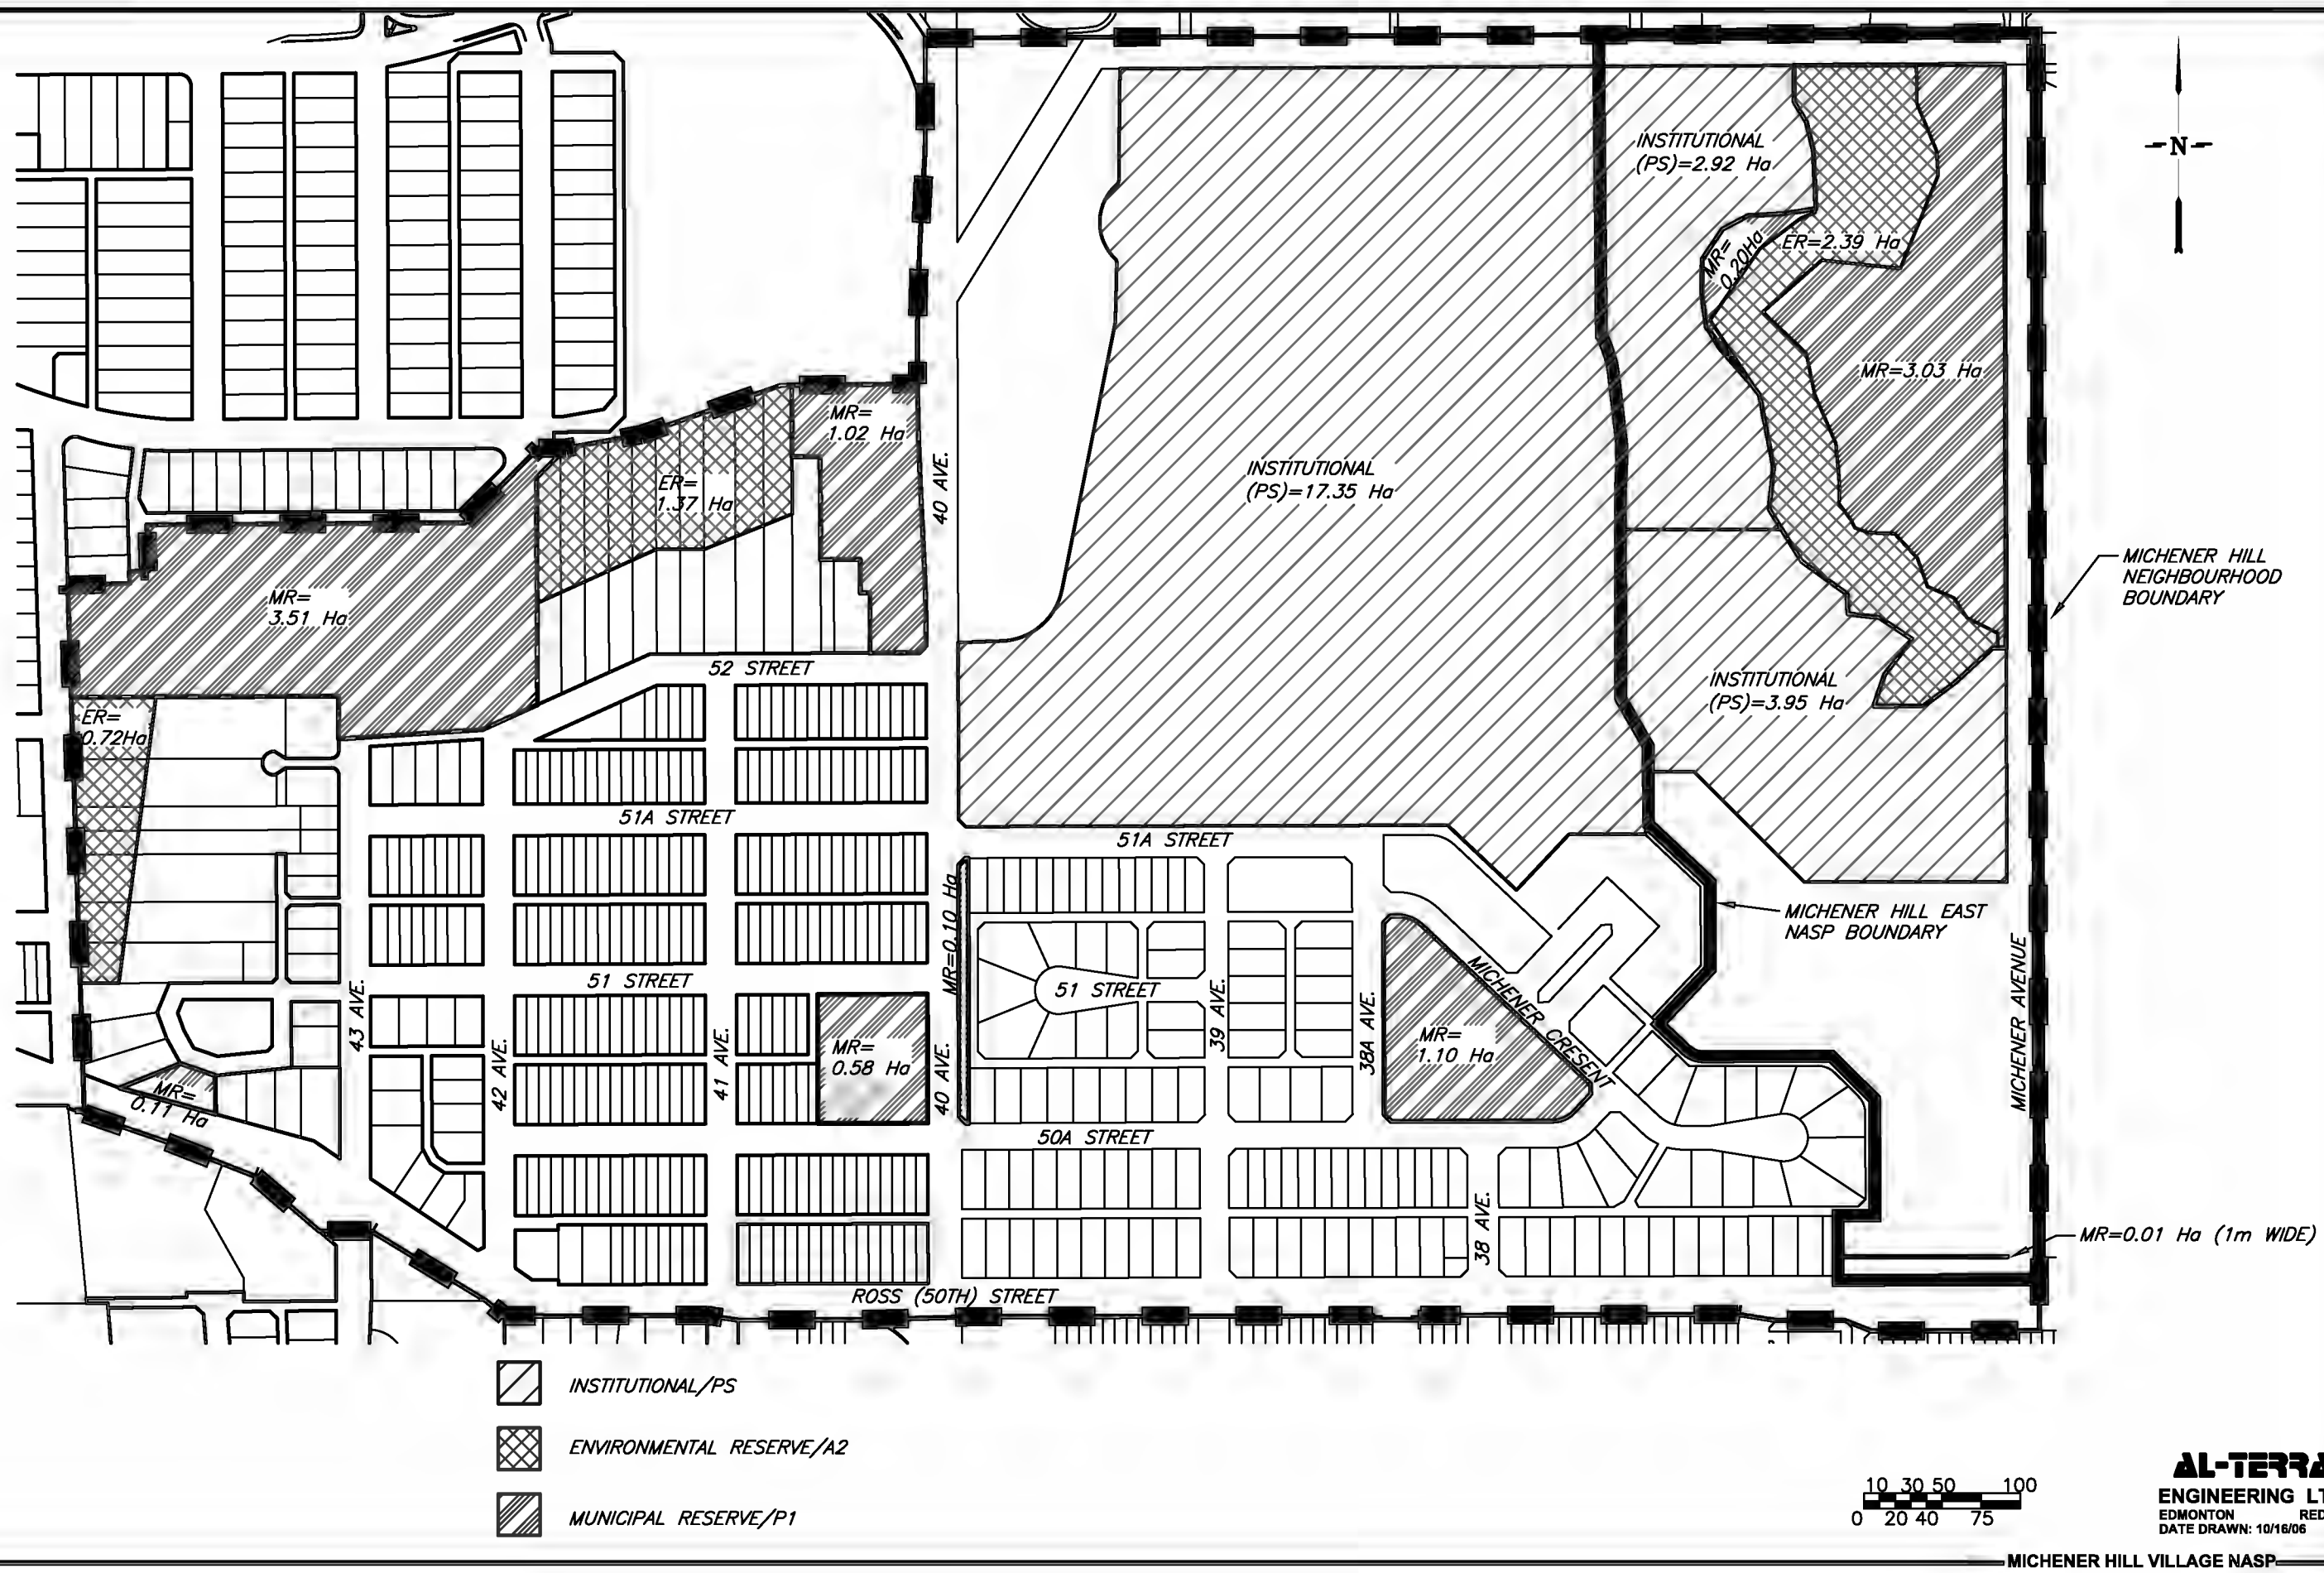 INSTITUTIONAL
(PS)=2.92 Ha
-N-
MR=
0.20Ha
ER=2.39 Ha
MR=3.03 Ha
MR=
1.02 Ha
40 AVE.
ER=
1.37 Ha
INSTITUTIONAL
(PS)=17.35 Ha
MICHENER HILL
NEIGHBOURHOOD
BOUNDARY
MR=
3.51 Ha
52 STREET
INSTITUTIONAL
(PS)=3.95 Ha
ER=
0.72Ha
51A STREET
51A STREET
MR=0.10 Ha
MICHENER HILL EAST
NASP BOUNDARY
MICHENER AVENUE
51 STREET
51 STREET
43 AVE.
42 AVE.
41 AVE.
MR=
0.58 Ha
40 AVE.
39 AVE.
38A AVE.
MR=
1.10 Ha
MICHENER CRESENT
MR=
0.11 Ha
50A STREET
38 AVE.
MR=0.01 Ha (1m WIDE)
ROSS (50TH) STREET
INSTITUTIONAL/PS
ENVIRONMENTAL RESERVE/A2
MUNICIPAL RESERVE/P1
10 30 50 100
0 20 40 75
AL-TERRA
ENGINEERING LT
EDMONTON RED
DATE DRAWN: 10/16/06
MICHENER HILL VILLAGE NASP